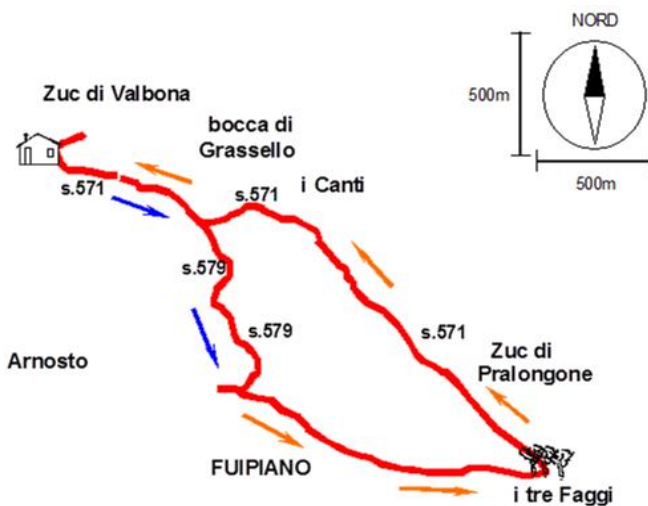 NORD
500m
500m
Zuc di Valbona
bocca di
Grassello
s.571
s.571
i Canti
s.579
s.579
s.571
Arnosto
Zuc di
Pralongone
FUIPIANO
i tre Faggi